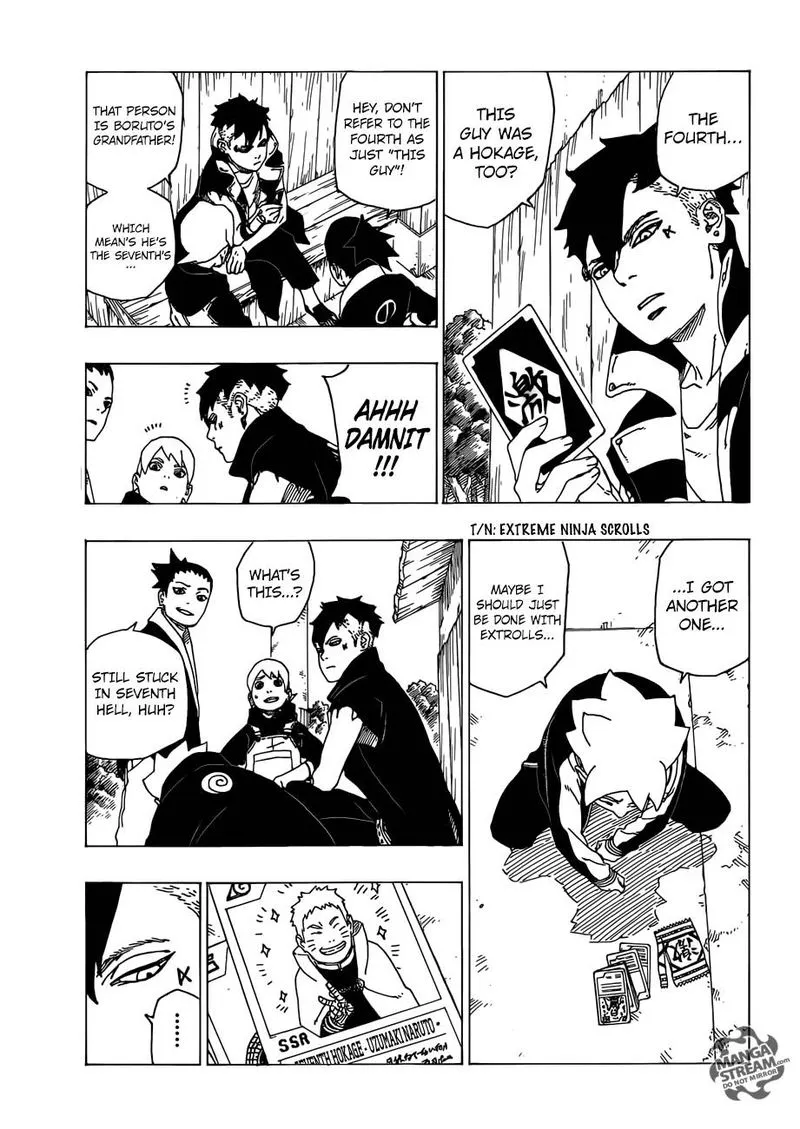 THE
FOURTH...
THIS
GUY WAS
A HOKAGE,
TOO?
激
HEY, DON'T
REFER TO THE
FOURTH AS
JUST "THIS
GUY"!
THAT PERSON
IS BORUTO'S
GRANDFATHER!
WHICH
MEAN'S HE'S
THE SEVENTH'S
...
AHHH
DAMNIT
!!!
T/N: EXTREME NINJA SCROLLS
...I GOT
ANOTHER
ONE...
MAYBE I
SHOULD JUST
BE DONE WITH
EXTROLLS...
WHAT'S
THIS...?
STILL STUCK
IN SEVENTH
HELL, HUH?
SSR
SEVENTH HOKAGE - UZUMAKI NARUTO -
......
MANGA
STREAM.com
DO NOT MIRROR